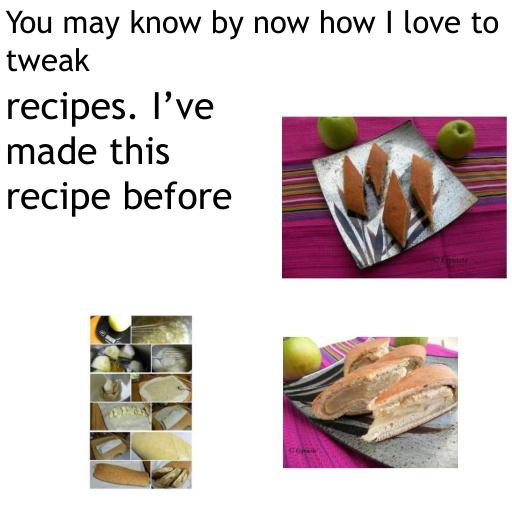 You may know by now how I love to
tweak
recipes. I’ve
made this
recipe before